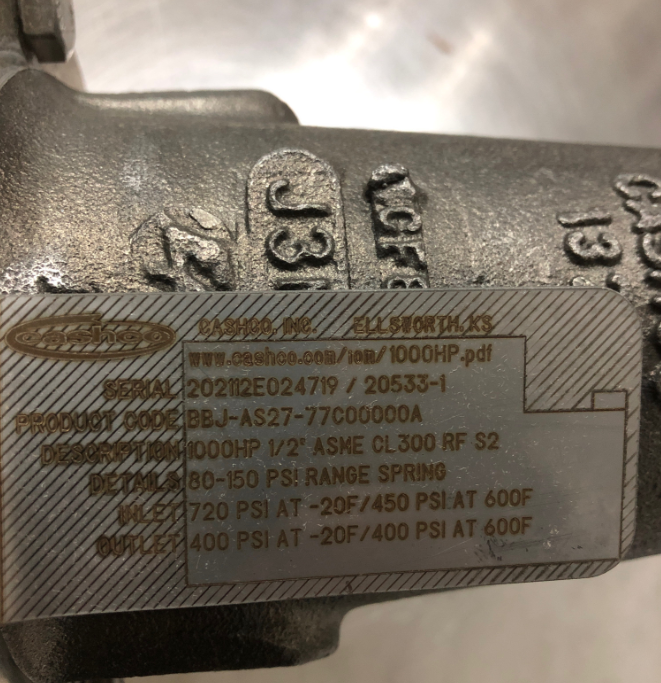 J3
cashco
CASHCO, INC. ELLSWORTH, KS
www.cashco.com/iom/1000HP.pdf
SERIAL 202112E024719 / 20533-1
PRODUCT CODE BBJ-AS27-77C00000A
DESCRIPTION 1000HP 1/2" ASME CL300 RF S2
DETAILS 80-150 PSI RANGE SPRING
INLET 720 PSI AT -20F/450 PSI AT 600F
OUTLET 400 PSI AT -20F/400 PSI AT 600F